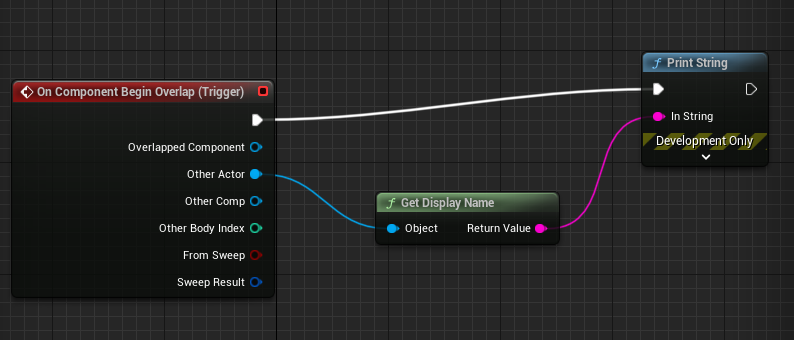 On Component Begin Overlap (Trigger)
Overlapped Component
Other Actor
Other Comp
Other Body Index
From Sweep
Sweep Result
f Get Display Name
Object Return Value
f Print String
In String
Development Only